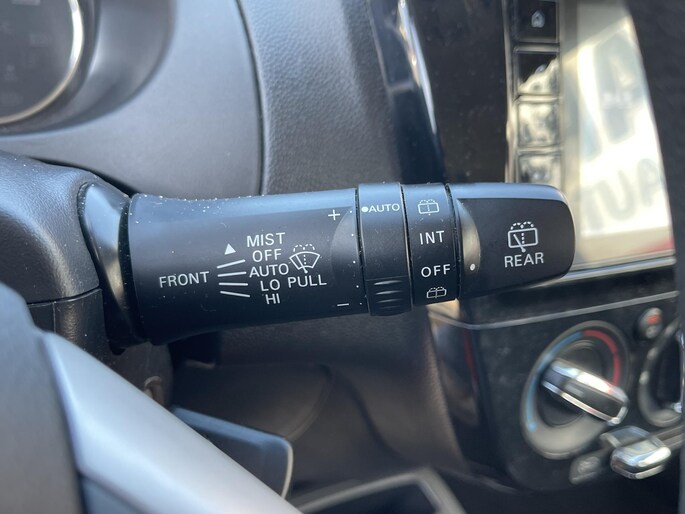 MIST
OFF
FRONT AUTO
LO PULL
HI
+
-
●AUTO
INT
OFF
REAR